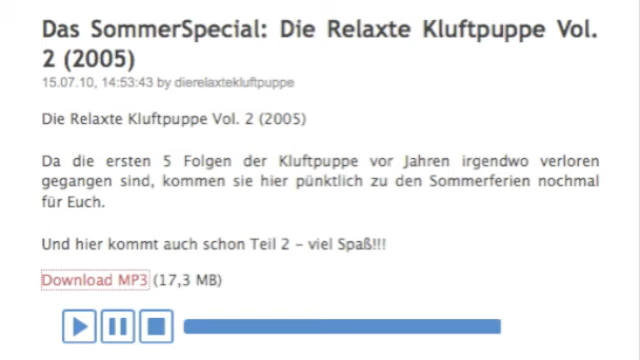 Das SommerSpecial: Die Relaxte Kluftpuppe Vol.
2 (2005)
15.07.10, 14:53:43 by dierelaxtekluftpuppe
Die Relaxte Kluftpuppe Vol. 2 (2005)
Da die ersten 5 Folgen der Kluftpuppe vor Jahren irgendwo verloren
gegangen sind, kommen sie hier pünktlich zu den Sommerferien nochmal
für Euch.
Und hier kommt auch schon Teil 2 – viel Spaß!!!
Download MP3 (17,3 MB)